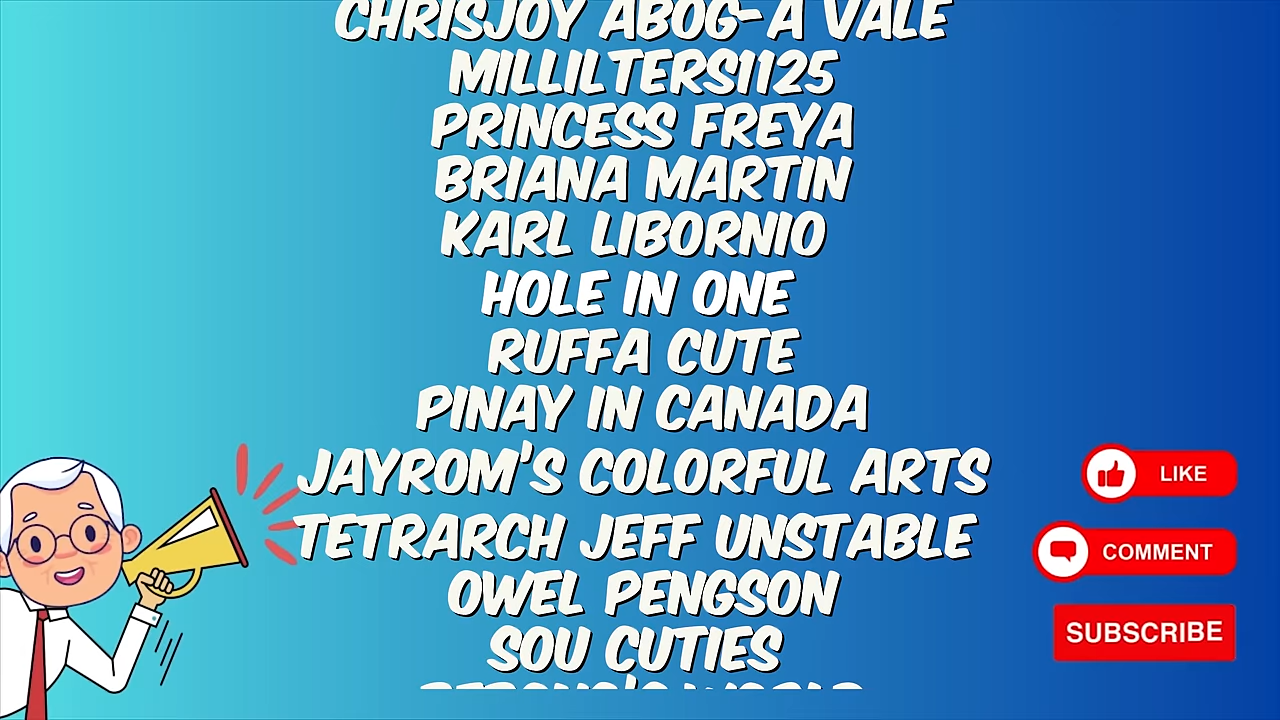 CHRISJOY ABOG-A VALE
MILLILTERS1125
PRINCESS FREYA
BRIANA MARTIN
KARL LIBORNIO
HOLE IN ONE
RUFFA CUTE
PINAY IN CANADA
JAYROM'S COLORFUL ARTS
TETRARCH JEFF UNSTABLE
OWEL PENGSON
SOU CUTIES
LIKE
COMMENT
SUBSCRIBE